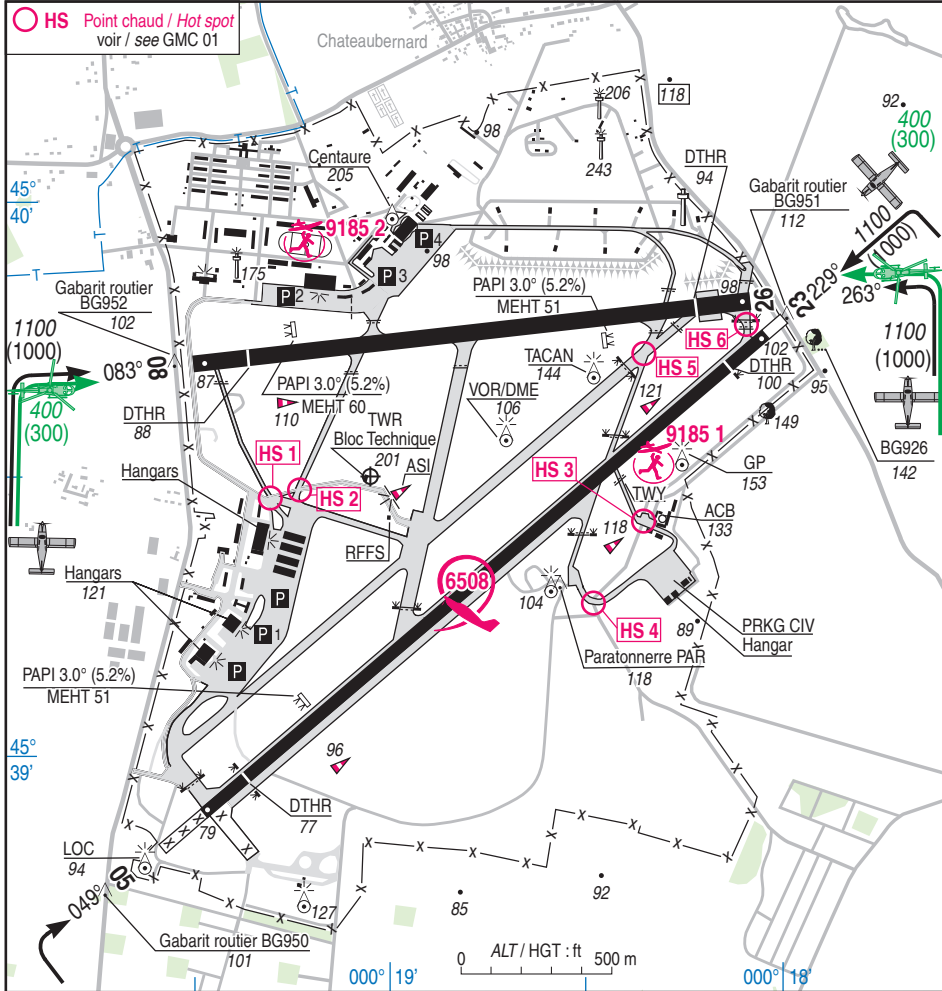 HS Point chaud / Hot spot
voir / see GMC 01
Chateaubernard
206
118
92
400
(300)
98
243
Centaure
205
DTHR
94
Gabarit routier
BG951
112
45°
40'
9185 2
P 4
98
1100
(1000)
175
P 3
P 2
PAPI 3.0° (5.2%)
MEHT 51
98
26
23
229°
263°
Gabarit routier
BG952
102
HS 6
1100
(1000)
1100
(1000)
083°
08
87
HS 5
102
DTHR
100
400
(300)
PAPI 3.0° (5.2%)
MEHT 60
110
TACAN
144
121
95
DTHR
88
VOR/DME
106
149
BG926
142
TWR
Bloc Technique
201
9185 1
HS 1
ASI
HS 3
GP
153
Hangars
HS 2
TWY
ACB
133
RFFS
118
Hangars
121
6508
P
104
HS 4
89
PRKG CIV
Hangar
P 1
Paratonnerre PAR
118
P
PAPI 3.0° (5.2%)
MEHT 51
96
45°
39'
DTHR
77
79
LOC
94
05
049°
127
85
92
Gabarit routier BG950
101
ALT / HGT : ft
0 500 m
000° 19'
000° 18'